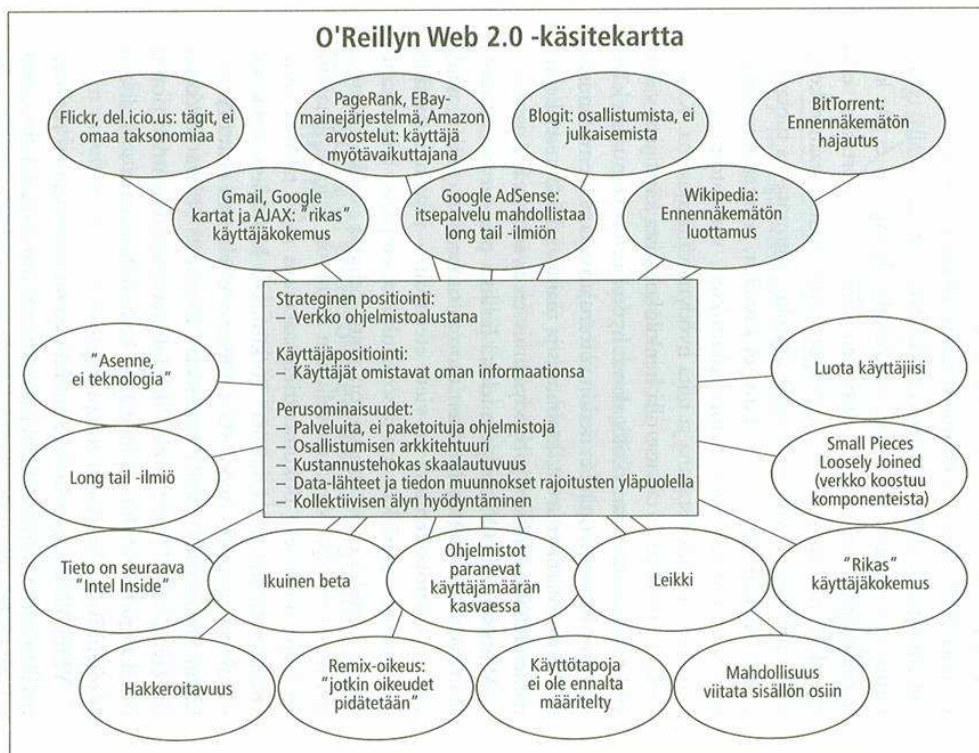 O'Reillyn Web 2.0 -käsitekartta
Flickr, del.icio.us: tägit, ei
omaa taksonomiaa
PageRank, EBay-
mainejärjestelmä, Amazon
arvostelut: käyttäjä
myötävaikuttajana
Blogit: osallistumista, ei
julkaisemista
BitTorrent:
Ennennäkemätön
hajautus
Gmail, Google
kartat ja AJAX: "rikas"
käyttäjäkokemus
Google AdSense:
itsepalvelu mahdollistaa
long tail -ilmiön
Wikipedia:
Ennennäkemätön
luottamus
Strateginen positiointi:
– Verkko ohjelmistoalustana
Käyttäjäpositiointi:
– Käyttäjät omistavat oman informaationsa
Perusominaisuudet:
– Palveluita, ei paketoituja ohjelmistoja
– Osallistumisen arkkitehtuuri
– Kustannustehokas skaalautuvuus
– Data-lähteet ja tiedon muunnokset rajoitusten yläpuolella
– Kollektiivisen älyn hyödyntäminen
"Asenne,
ei teknologia"
Luota käyttäjiisi
Long tail -ilmiö
Small Pieces
Loosely Joined
(verkko koostuu
komponenteista)
Tieto on seuraava
"Intel Inside"
Ikuinen beta
Ohjelmistot
paranevat
käyttäjämäärän
kasvaessa
Leikki
"Rikas"
käyttäjäkokemus
Hakkeroitavuus
Remix-oikeus:
"jotkin oikeudet
pidätetään"
Käyttötapoja
ei ole ennalta
määritelty
Mahdollisuus
viitata sisällön osiin